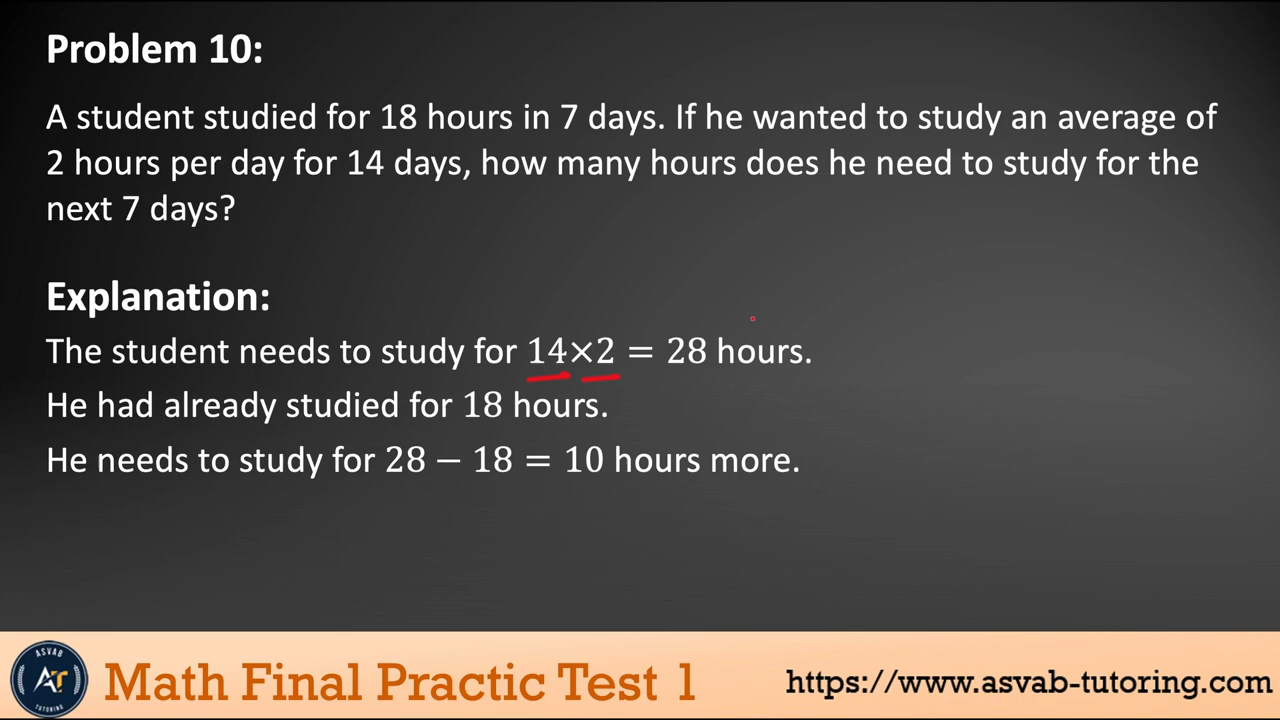 Problem 10:
A student studied for 18 hours in 7 days. If he wanted to study an average of
2 hours per day for 14 days, how many hours does he need to study for the
next 7 days?
Explanation:
The student needs to study for 14×2 = 28 hours.
He had already studied for 18 hours.
He needs to study for 28 − 18 = 10 hours more.
ASVAB
AT
TUTORING
Math Final Practic Test 1
https://www.asvab-tutoring.com